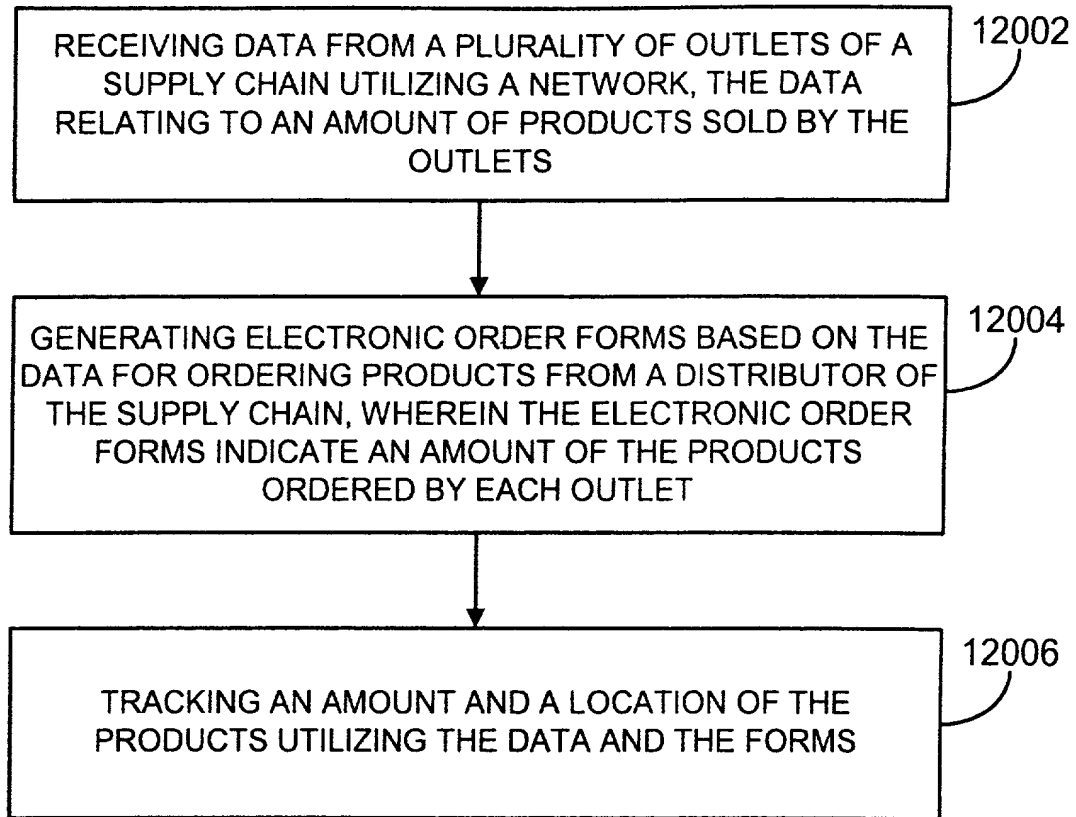 RECEIVING DATA FROM A PLURALITY OF OUTLETS OF A
SUPPLY CHAIN UTILIZING A NETWORK, THE DATA
RELATING TO AN AMOUNT OF PRODUCTS SOLD BY THE
OUTLETS
12002
GENERATING ELECTRONIC ORDER FORMS BASED ON THE
DATA FOR ORDERING PRODUCTS FROM A DISTRIBUTOR OF
THE SUPPLY CHAIN, WHEREIN THE ELECTRONIC ORDER
FORMS INDICATE AN AMOUNT OF THE PRODUCTS
ORDERED BY EACH OUTLET
12004
TRACKING AN AMOUNT AND A LOCATION OF THE
PRODUCTS UTILIZING THE DATA AND THE FORMS
12006